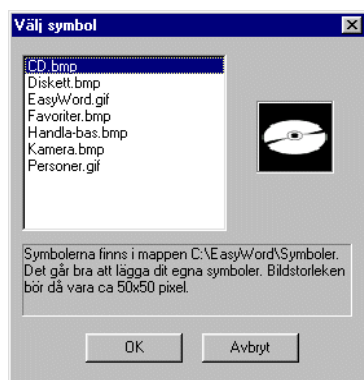 Välj symbol
CD.bmp
Diskett.bmp
EasyWord.gif
Favoriter.bmp
Handla-bas.bmp
Kamera.bmp
Personer.gif
Symbolerna finns i mappen C:\EasyWord\Symboler.
Det går bra att lägga dit egna symboler. Bildstorleken
bör då vara ca 50x50 pixel.
OK
Avbryt